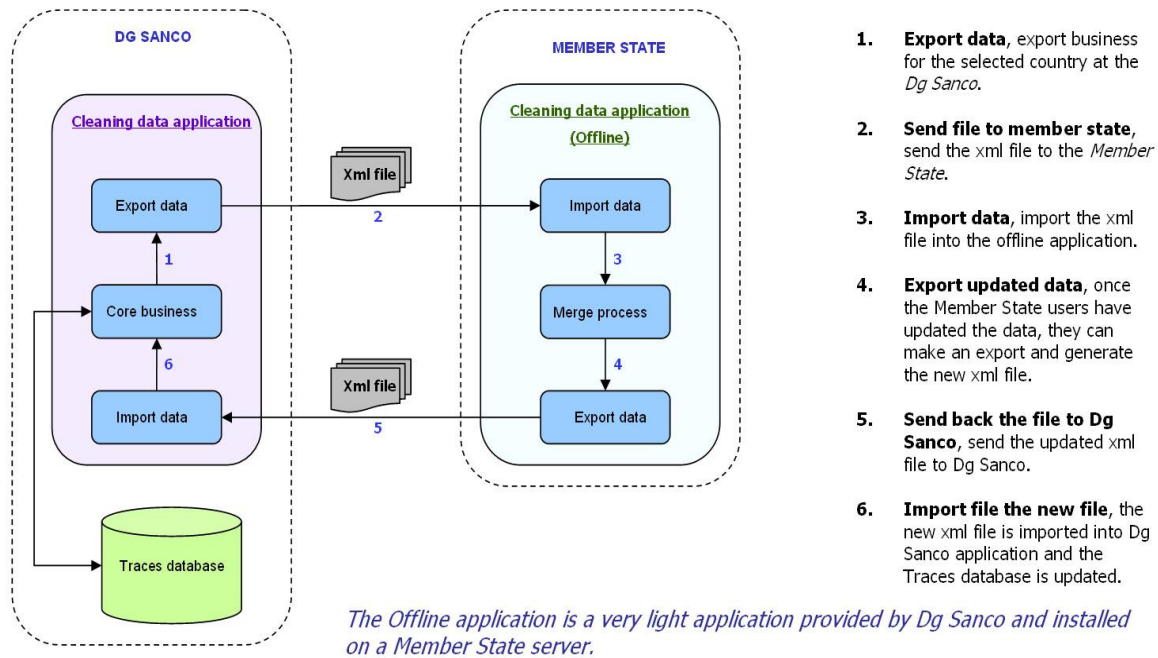 DG SANCO
MEMBER STATE
Cleaning data application
Cleaning data application
(Offline)
Xml file
Export data
2
Import data
1
3
Core business
Merge process
6
4
Xml file
Import data
5
Export data
Traces database
1. Export data, export business
for the selected country at the
Dg Sanco.
2. Send file to member state,
send the xml file to the Member
State.
3. Import data, import the xml
file into the offline application.
4. Export updated data, once
the Member State users have
updated the data, they can
make an export and generate
the new xml file.
5. Send back the file to Dg
Sanco, send the updated xml
file to Dg Sanco.
6. Import file the new file, the
new xml file is imported into Dg
Sanco application and the
Traces database is updated.
The Offline application is a very light application provided by Dg Sanco and installed
on a Member State server.